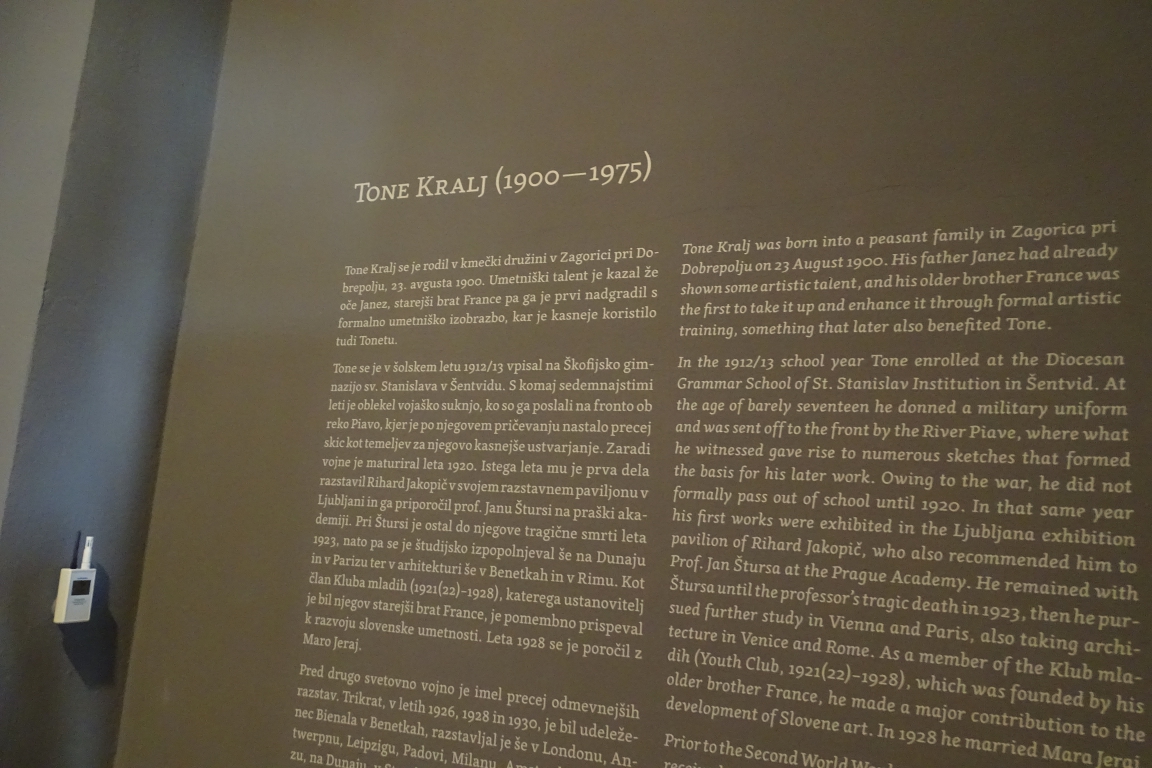 Tone Kralj (1900—1975)
Tone Kralj se je rodil v kmečki družini v Zagorici pri Do-
brepolju, 23. avgusta 1900. Umetniški talent je kazal že
oče Janez, starejši brat France pa ga je prvi nadgradil s
formalno umetniško izobrazbo, kar je kasneje koristilo
tudi Tonetu.
Tone se je v šolskem letu 1912/13 vpisal na Škofijsko gim-
nazijo sv. Stanislava v Šentvidu. S komaj sedemnajstimi
leti je oblekel vojaško suknjo, ko so ga poslali na fronto ob
reko Piavo, kjer je po njegovem pričevanju nastalo precej
skic kot temeljev za njegovo kasnejše ustvarjanje. Zaradi
vojne je maturiral leta 1920. Istega leta mu je prva dela
razstavil Rihard Jakopič v svojem razstavnem paviljonu v
Ljubljani in ga priporočil prof. Janu Štursi na praški aka-
demiji. Pri Štursi je ostal do njegove tragične smrti leta
1923, nato pa se je študijsko izpopolnjeval še na Dunaju
in v Parizu ter v arhitekturi še v Benetkah in v Rimu. Kot
član Kluba mladih (1921(22)–1928), katerega ustanovitelj
je bil njegov starejši brat France, je pomembno prispeval
k razvoju slovenske umetnosti. Leta 1928 se je poročil z
Maro Jeraj.
Pred drugo svetovno vojno je imel precej odmevnejših
razstav. Trikrat, v letih 1926, 1928 in 1930, je bil udeleže-
nec Bienala v Benetkah, razstavljal je še v Londonu, An-
twerpnu, Leipzigu, Padovi, Milanu,
zu, na Dunaju,
Tone Kralj was born into a peasant family in Zagorica pri
Dobrepolju on 23 August 1900. His father Janez had already
shown some artistic talent, and his older brother France was
the first to take it up and enhance it through formal artistic
training, something that later also benefited Tone.
In the 1912/13 school year Tone enrolled at the Diocesan
Grammar School of St. Stanislav Institution in Šentvid. At
the age of barely seventeen he donned a military uniform
and was sent off to the front by the River Piave, where what
he witnessed gave rise to numerous sketches that formed
the basis for his later work. Owing to the war, he did not
formally pass out of school until 1920. In that same year
his first works were exhibited in the Ljubljana exhibition
pavilion of Rihard Jakopič, who also recommended him to
Prof. Jan Štursa at the Prague Academy. He remained with
Štursa until the professor's tragic death in 1923, then he pur-
sued further study in Vienna and Paris, also taking archi-
tecture in Venice and Rome. As a member of the Klub mla-
dih (Youth Club, 1921(22)–1928), which was founded by his
older brother France, he made a major contribution to the
development of Slovene art. In 1928 he married Mara Jeraj
Prior to the Second World